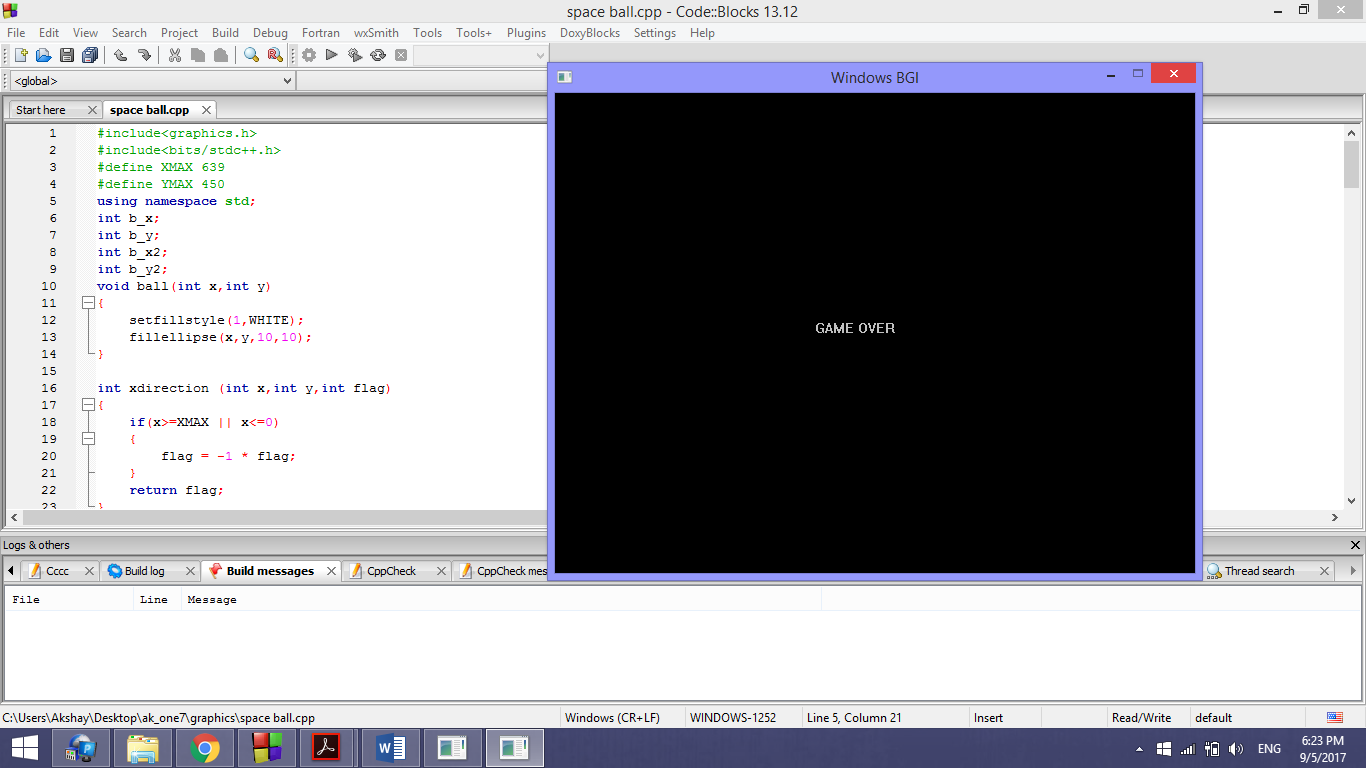 space ball.cpp - Code::Blocks 13.12
File Edit View Search Project Build Debug Fortran wxSmith Tools Tools+ Plugins DoxyBlocks Settings Help
<global>
Windows BGI
Start here
space ball.cpp
1 #include<graphics.h>
2 #include<bits/stdc++.h>
3 #define XMAX 639
4 #define YMAX 450
5 using namespace std;
6 int b_x;
7 int b_y;
8 int b_x2;
9 int b_y2;
10 void ball(int x,int y)
11 {
12 setfillstyle(1,WHITE);
13 fillellipse(x,y,10,10);
14 }
15
16 int xdirection (int x,int y,int flag)
17 {
18 if(x>=XMAX || x<=0)
19 {
20 flag = -1 * flag;
21 }
22 return flag;
23 }
GAME OVER
Logs & others
Cccc Build log Build messages CppCheck CppCheck mes Thread search
File Line Message
C:\Users\Akshay\Desktop\ak_one7\graphics\space ball.cpp Windows (CR+LF) WINDOWS-1252 Line 5, Column 21 Insert Read/Write default
ENG
6:23 PM
9/5/2017